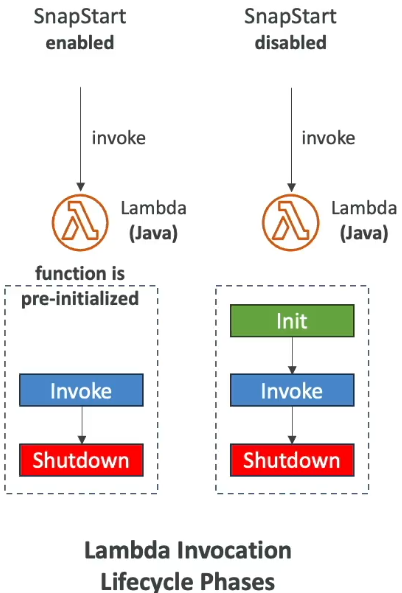 SnapStart
enabled
invoke
Lambda
(Java)
function is
pre-initialized
Invoke
Shutdown
SnapStart
disabled
invoke
Lambda
(Java)
Init
Invoke
Shutdown
Lambda Invocation
Lifecycle Phases